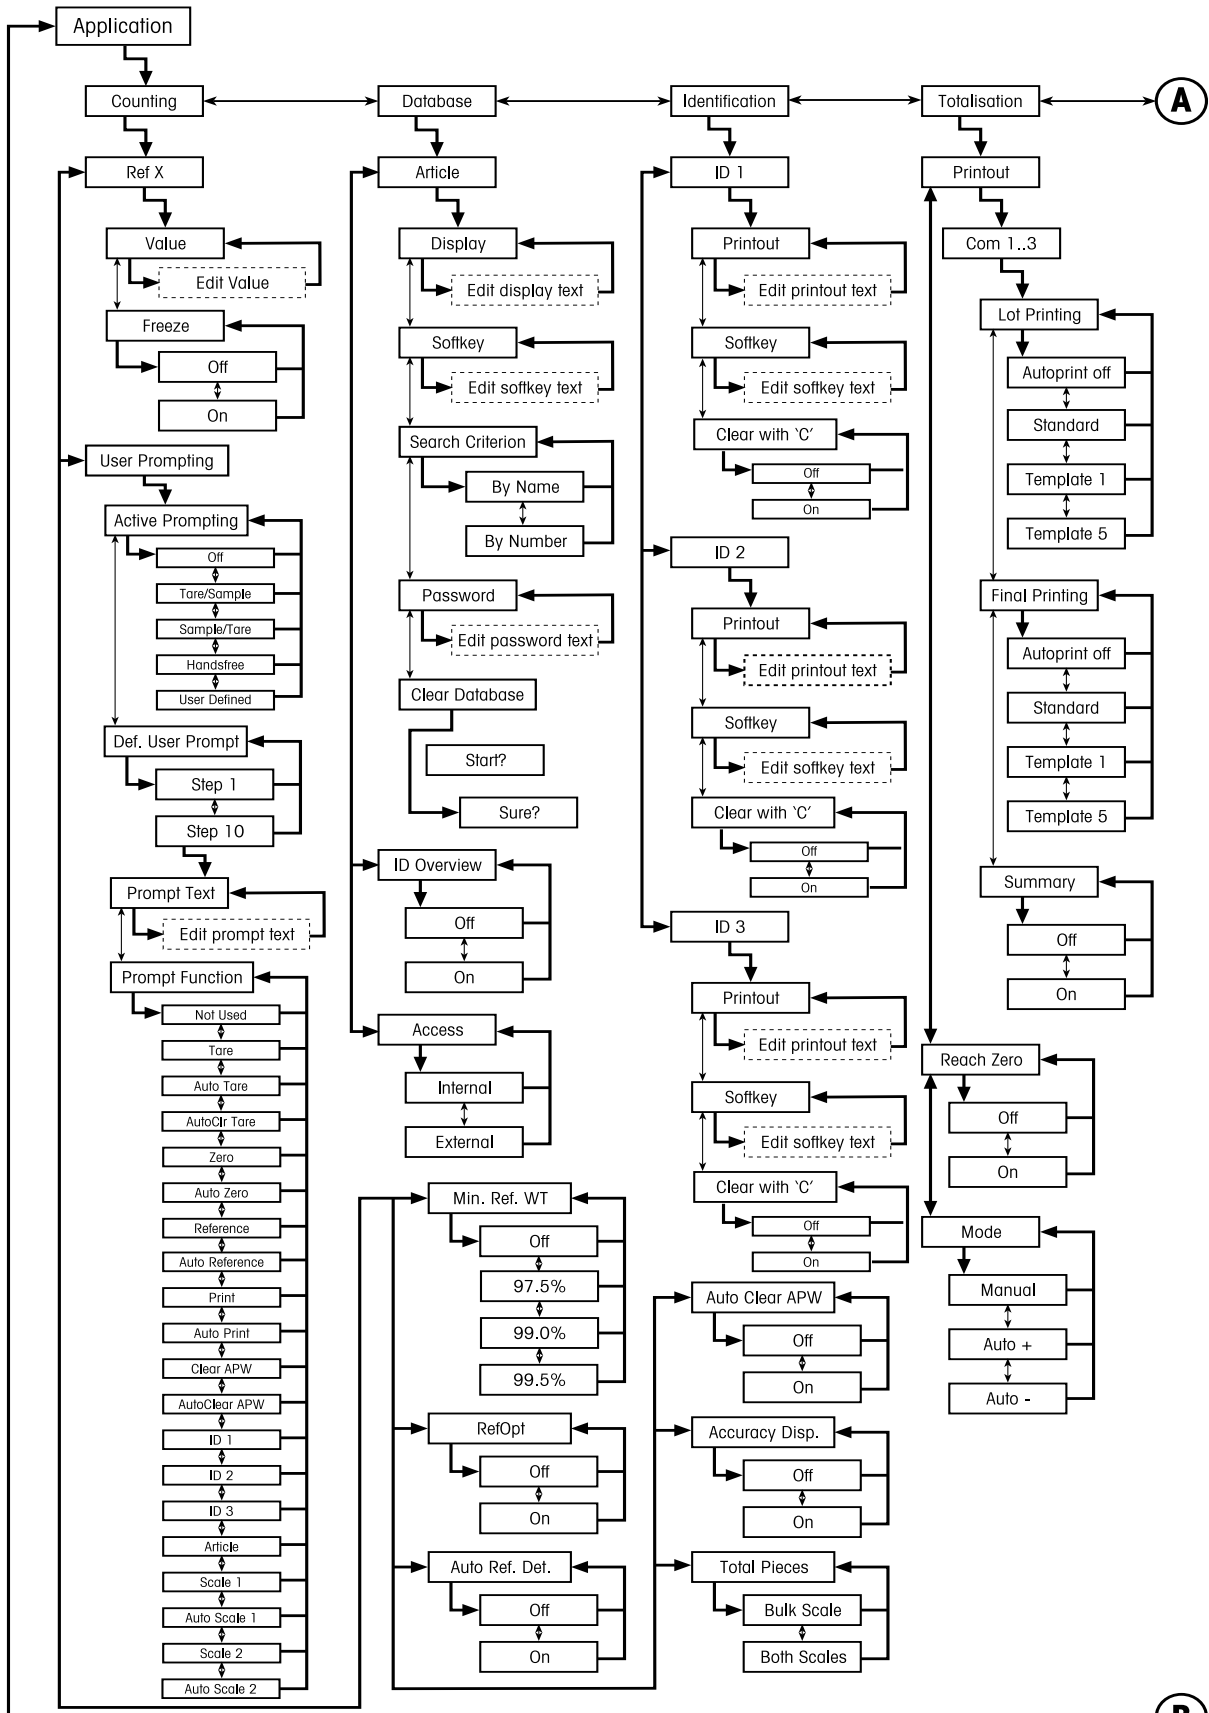 Application
Counting
Database
Identification
Totalisation
A
Ref X
Value
Edit Value
Freeze
Off
On
User Prompting
Active Prompting
Off
Tare/Sample
Sample/Tare
Handsfree
User Defined
Def. User Prompt
Step 1
Step 10
Prompt Text
Edit prompt text
Prompt Function
Not Used
Tare
Auto Tare
AutoClr Tare
Zero
Auto Zero
Reference
Auto Reference
Print
Auto Print
Clear APW
AutoClear APW
ID 1
ID 2
ID 3
Article
Scale 1
Auto Scale 1
Scale 2
Auto Scale 2
Article
Display
Edit display text
Softkey
Edit softkey text
Search Criterion
By Name
By Number
Password
Edit password text
Clear Database
Start?
Sure?
ID Overview
Off
On
Access
Internal
External
Min. Ref. WT
Off
97.5%
99.0%
99.5%
RefOpt
Off
On
Auto Ref. Det.
Off
On
ID 1
Printout
Edit printout text
Softkey
Edit softkey text
Clear with ‘C’
Off
On
ID 2
Printout
Edit printout text
Softkey
Edit softkey text
Clear with ‘C’
Off
On
ID 3
Printout
Edit printout text
Softkey
Edit softkey text
Clear with ‘C’
Off
On
Auto Clear APW
Off
On
Accuracy Disp.
Off
On
Total Pieces
Bulk Scale
Both Scales
Printout
Com 1..3
Lot Printing
Autoprint off
Standard
Template 1
Template 5
Final Printing
Autoprint off
Standard
Template 1
Template 5
Summary
Off
On
Reach Zero
Off
On
Mode
Manual
Auto +
Auto -